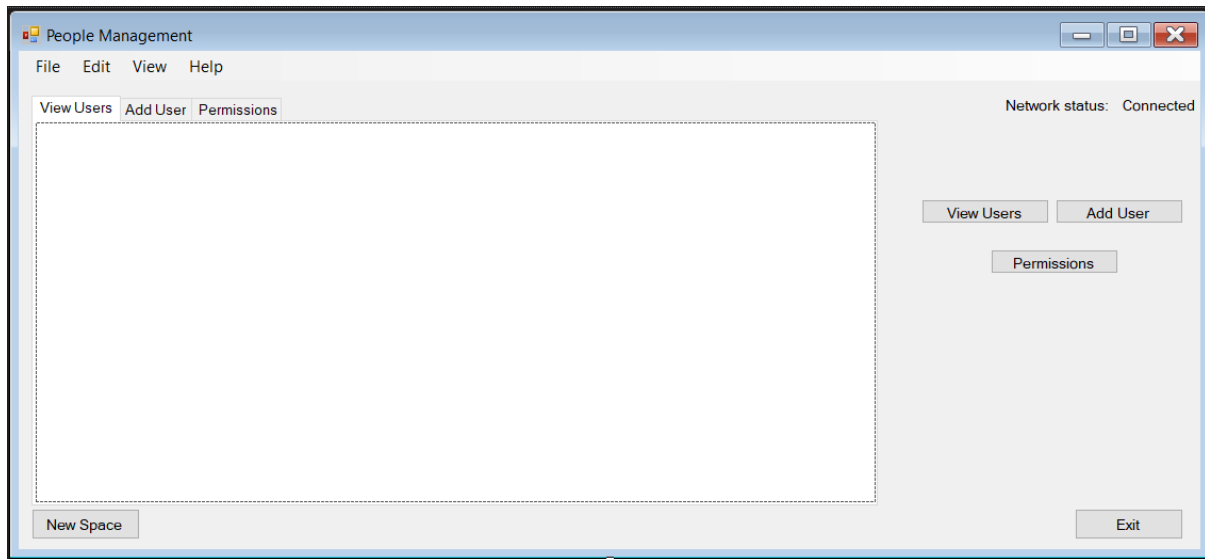 People Management
File Edit View Help
View Users Add User Permissions
Network status: Connected
View Users Add User
Permissions
New Space
Exit